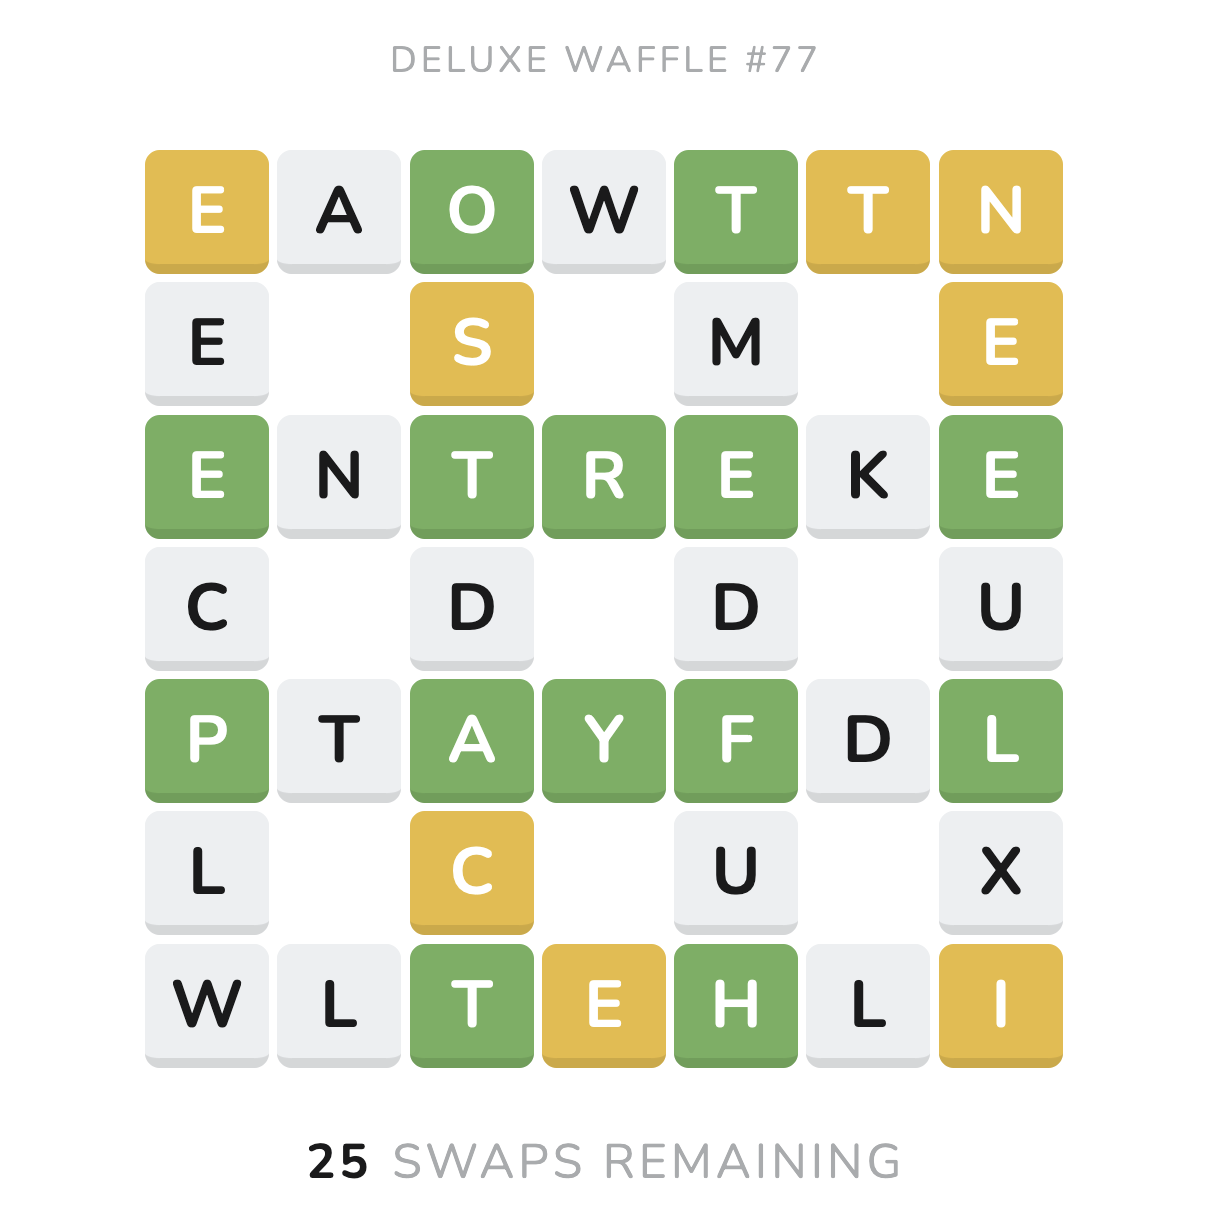 DELUXE WAFFLE #77
E A O W T T N
E S M E
E N T R E K E
C D D U
P T A Y F D L
L C U X
W L T E H L I
25 SWAPS REMAINING